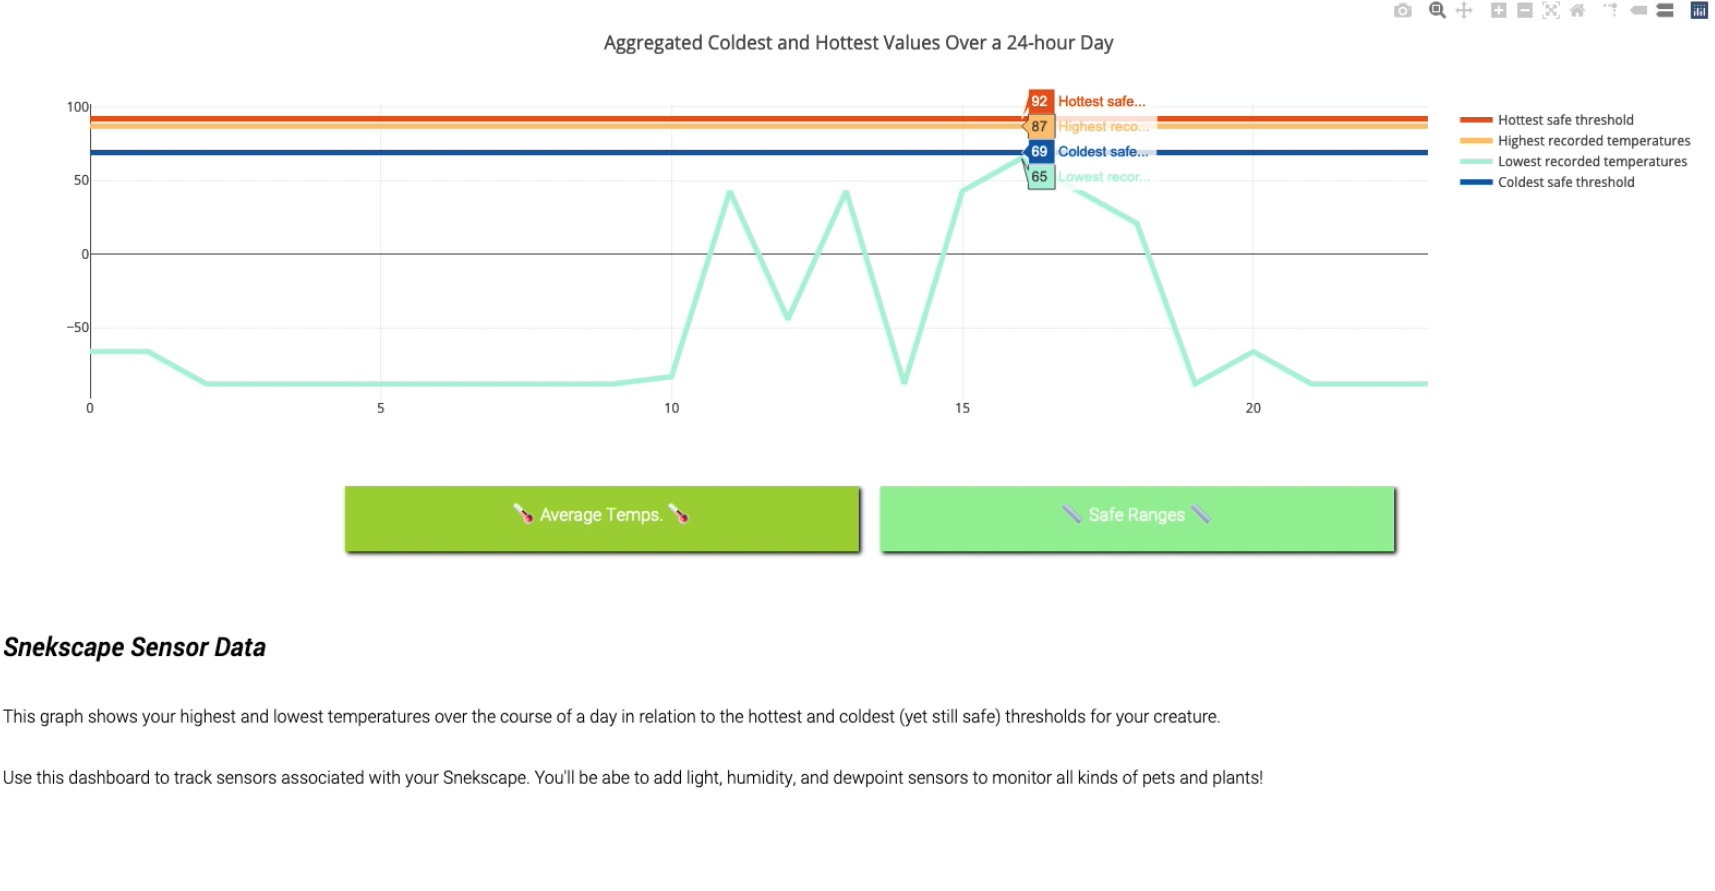 Aggregated Coldest and Hottest Values Over a 24-hour Day
100
50
0
−50
0
5
10
15
20
92 Hottest safe...
87 Highest reco...
69 Coldest safe...
65 Lowest recor...
Hottest safe threshold
Highest recorded temperatures
Lowest recorded temperatures
Coldest safe threshold
Average Temps.
Safe Ranges
Snekscape Sensor Data
This graph shows your highest and lowest temperatures over the course of a day in relation to the hottest and coldest (yet still safe) thresholds for your creature.
Use this dashboard to track sensors associated with your Snekscape. You'll be abe to add light, humidity, and dewpoint sensors to monitor all kinds of pets and plants!